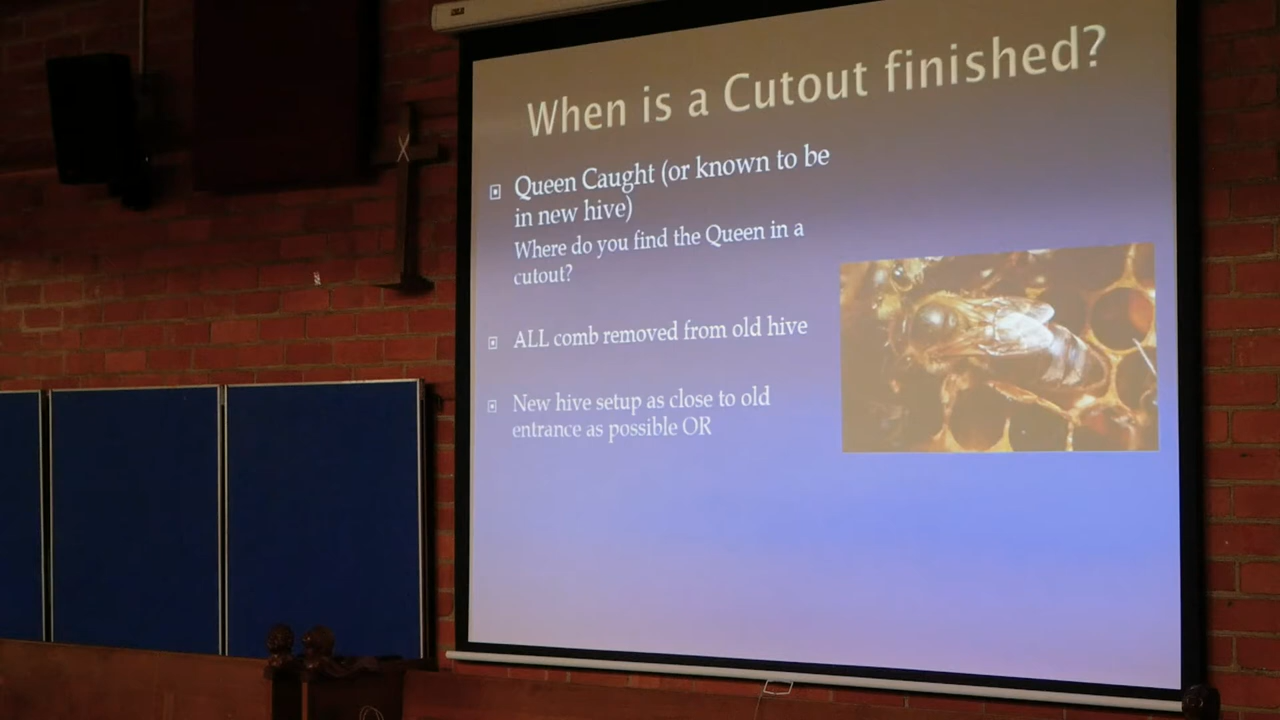 When is a Cutout finished?
Queen Caught (or known to be
in new hive)
Where do you find the Queen in a
cutout?
ALL comb removed from old hive
New hive setup as close to old
entrance as possible OR